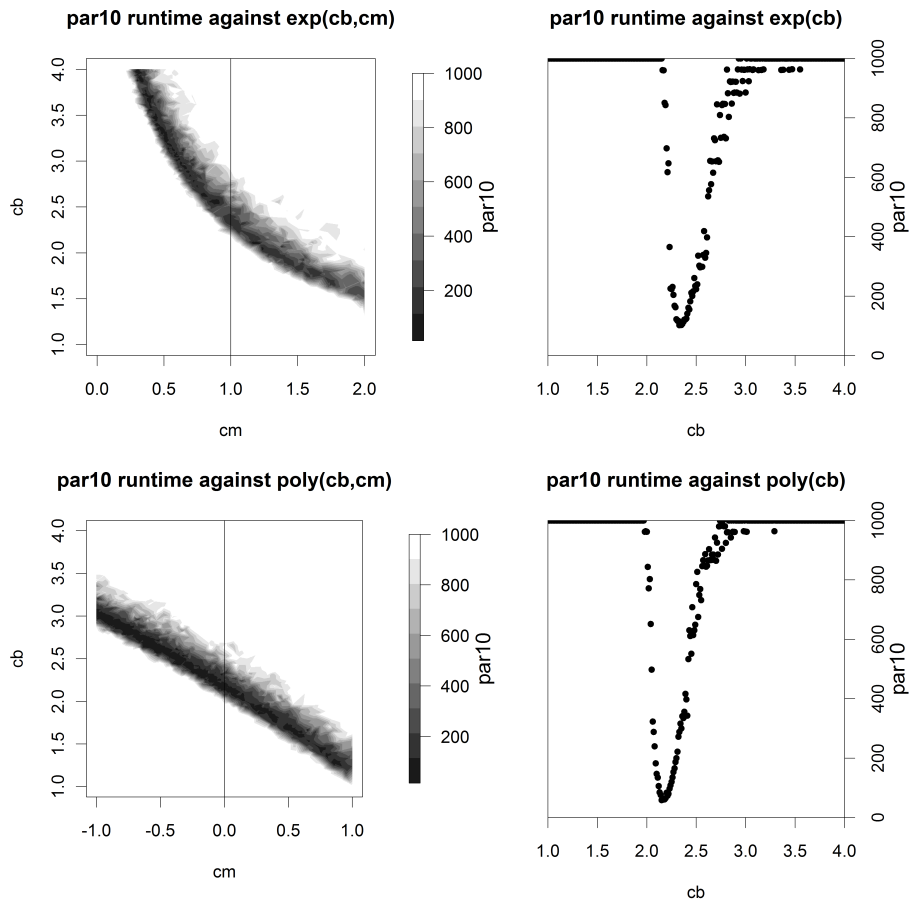 par10 runtime against exp(cb,cm)
cb
4.0
3.5
3.0
2.5
2.0
1.5
1.0
0.0 0.5 1.0 1.5 2.0
cm
1000
800
600
400
200
par10
par10 runtime against exp(cb)
1000
800
600
400
200
0
par10
1.0 1.5 2.0 2.5 3.0 3.5 4.0
cb
par10 runtime against poly(cb,cm)
cb
4.0
3.5
3.0
2.5
2.0
1.5
1.0
-1.0 -0.5 0.0 0.5 1.0
cm
1000
800
600
400
200
par10
par10 runtime against poly(cb)
1000
800
600
400
200
0
par10
1.0 1.5 2.0 2.5 3.0 3.5 4.0
cb